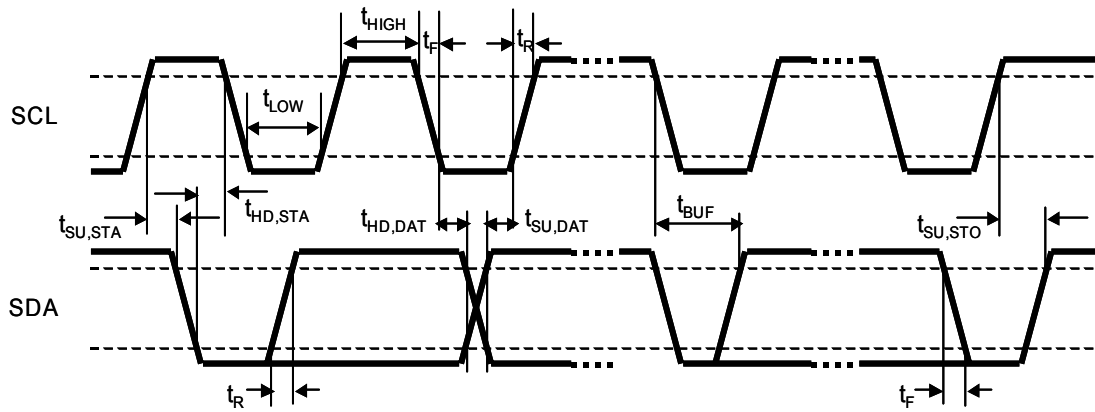 tHIGH
tF
tR
SCL
tLOW
tHD,STA
tSU,STA
tHD,DAT
tSU,DAT
tBUF
tSU,STO
SDA
tR
tF